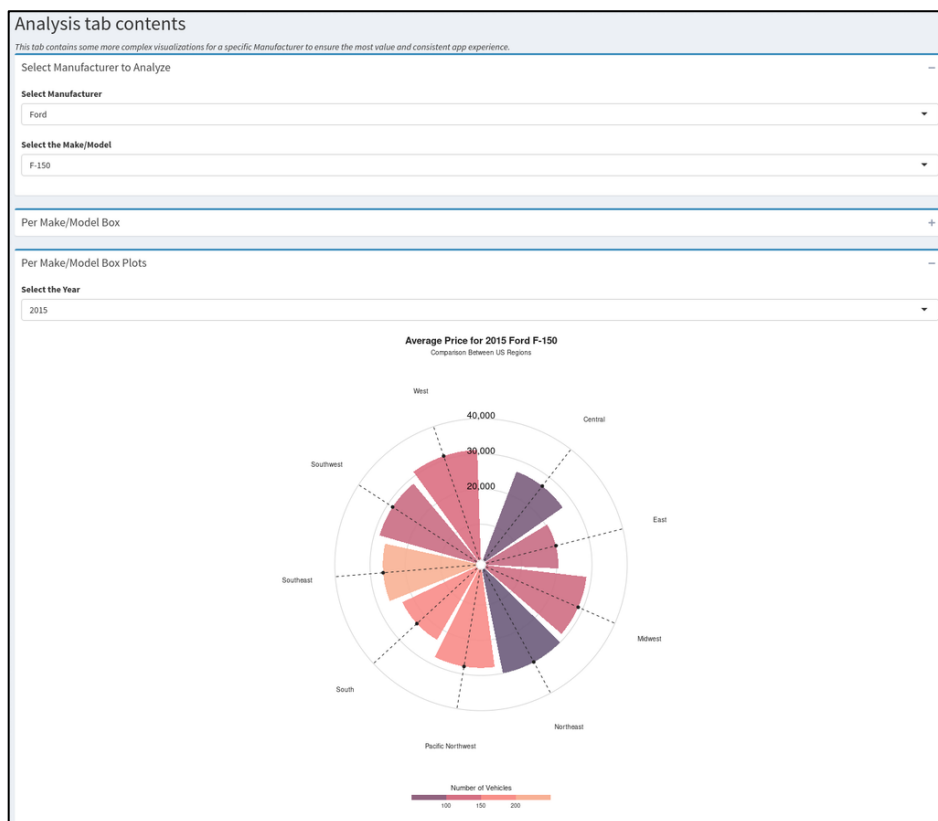 Analysis tab contents
This tab contains some more complex visualizations for a specific Manufacturer to ensure the most value and consistent app experience.
Select Manufacturer to Analyze
Select Manufacturer
Ford
Select the Make/Model
F-150
Per Make/Model Box
Per Make/Model Box Plots
Select the Year
2015
Average Price for 2015 Ford F-150
Comparison Between US Regions
West
Central
40,000
30,000
Southwest
20,000
East
Southeast
Midwest
South
Northeast
Pacific Northwest
Number of Vehicles
100 150 200